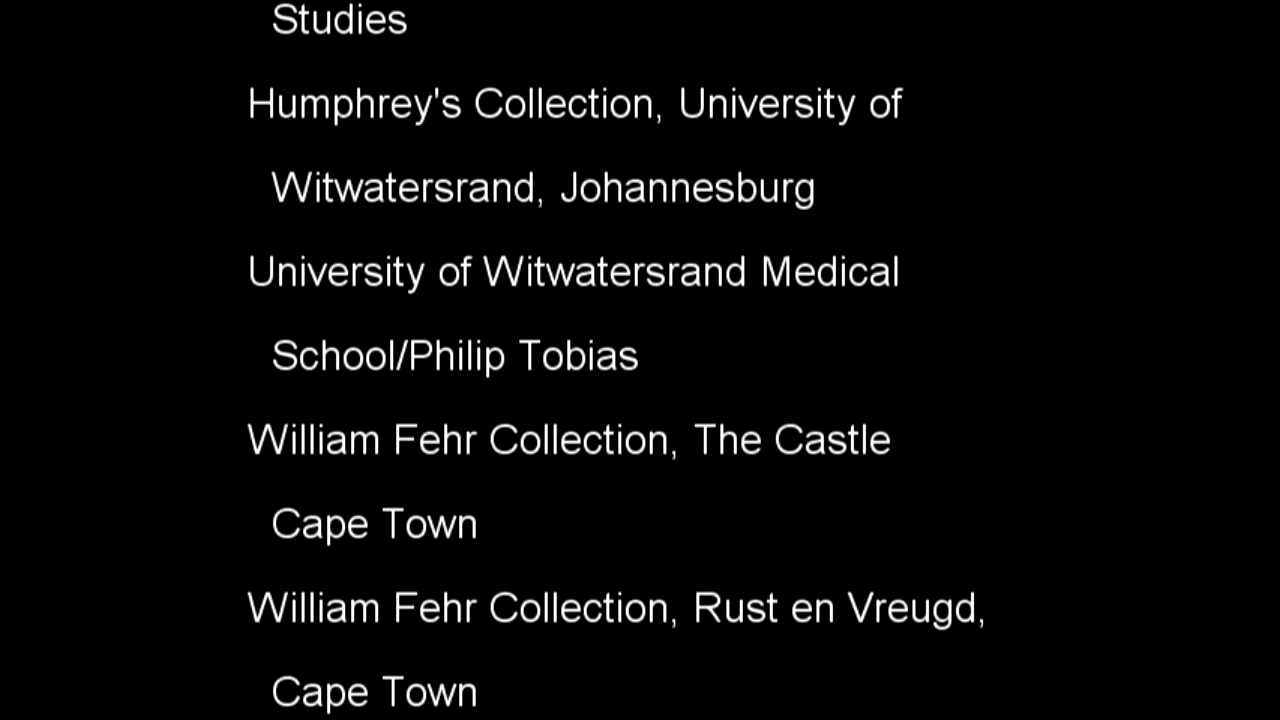 Studies
Humphrey's Collection, University of
Witwatersrand, Johannesburg
University of Witwatersrand Medical
School/Philip Tobias
William Fehr Collection, The Castle
Cape Town
William Fehr Collection, Rust en Vreugd,
Cape Town